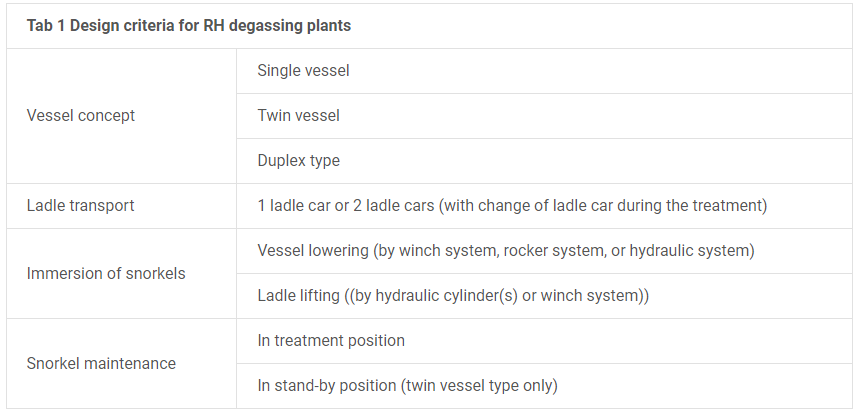 Tab 1 Design criteria for RH degassing plants
Vessel concept
Single vessel
Twin vessel
Duplex type
Ladle transport
1 ladle car or 2 ladle cars (with change of ladle car during the treatment)
Immersion of snorkels
Vessel lowering (by winch system, rocker system, or hydraulic system)
Ladle lifting ((by hydraulic cylinder(s) or winch system))
Snorkel maintenance
In treatment position
In stand-by position (twin vessel type only)